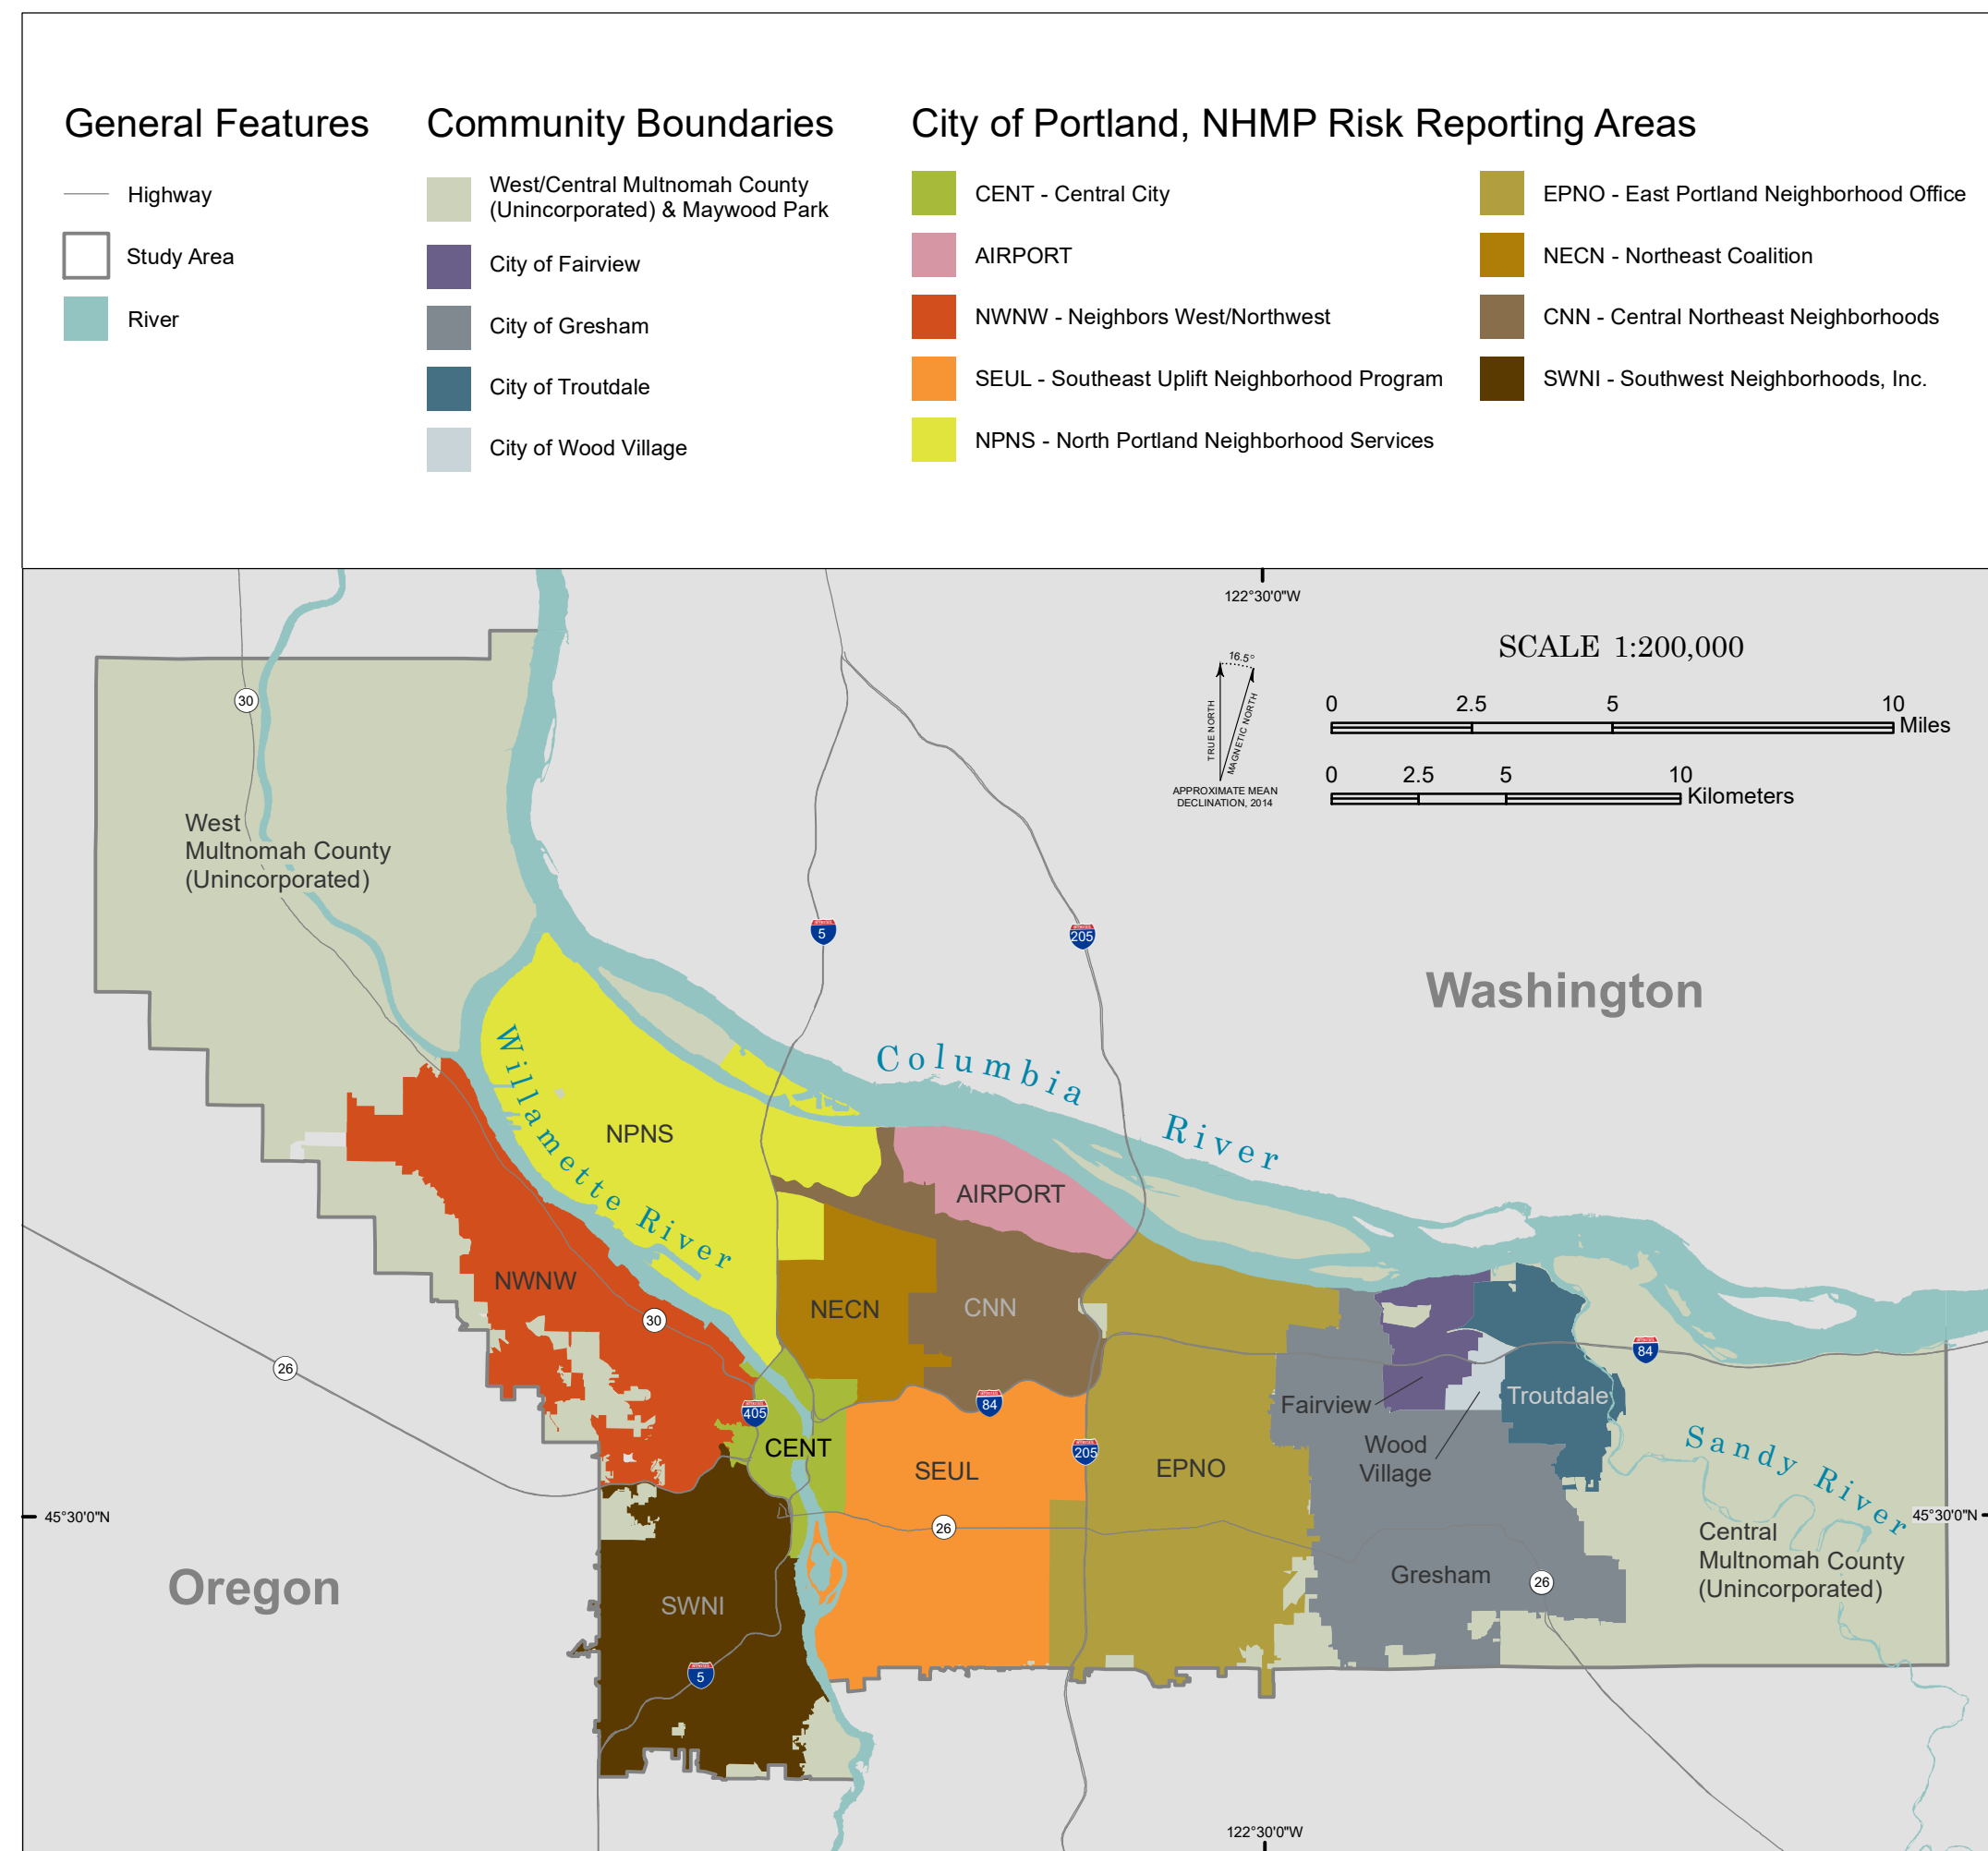 General Features
Highway
Study Area
River
Community Boundaries
West/Central Multnomah County
(Unincorporated) & Maywood Park
City of Fairview
City of Gresham
City of Troutdale
City of Wood Village
City of Portland, NHMP Risk Reporting Areas
CENT - Central City
AIRPORT
NWNW - Neighbors West/Northwest
SEUL - Southeast Uplift Neighborhood Program
NPNS - North Portland Neighborhood Services
EPNO - East Portland Neighborhood Office
NECN - Northeast Coalition
CNN - Central Northeast Neighborhoods
SWNI - Southwest Neighborhoods, Inc.
122°30'0"W
SCALE 1:200,000
16.5°
TRUE NORTH
MAGNETIC NORTH
APPROXIMATE MEAN
DECLINATION, 2014
0 2.5 5 10
Miles
0 2.5 5 10
Kilometers
30
West
Multnomah County
(Unincorporated)
5
205
Washington
Columbia River
Willamette River
NPNS
AIRPORT
NWNW
NECN
CNN
30
26
84
405
84
Fairview
Troutdale
CENT
205
Wood
Village
SEUL
EPNO
Sandy River
45°30'0"N
26
45°30'0"N
Central
Multnomah County
(Unincorporated)
Oregon
Gresham
26
SWNI
5
122°30'0"W